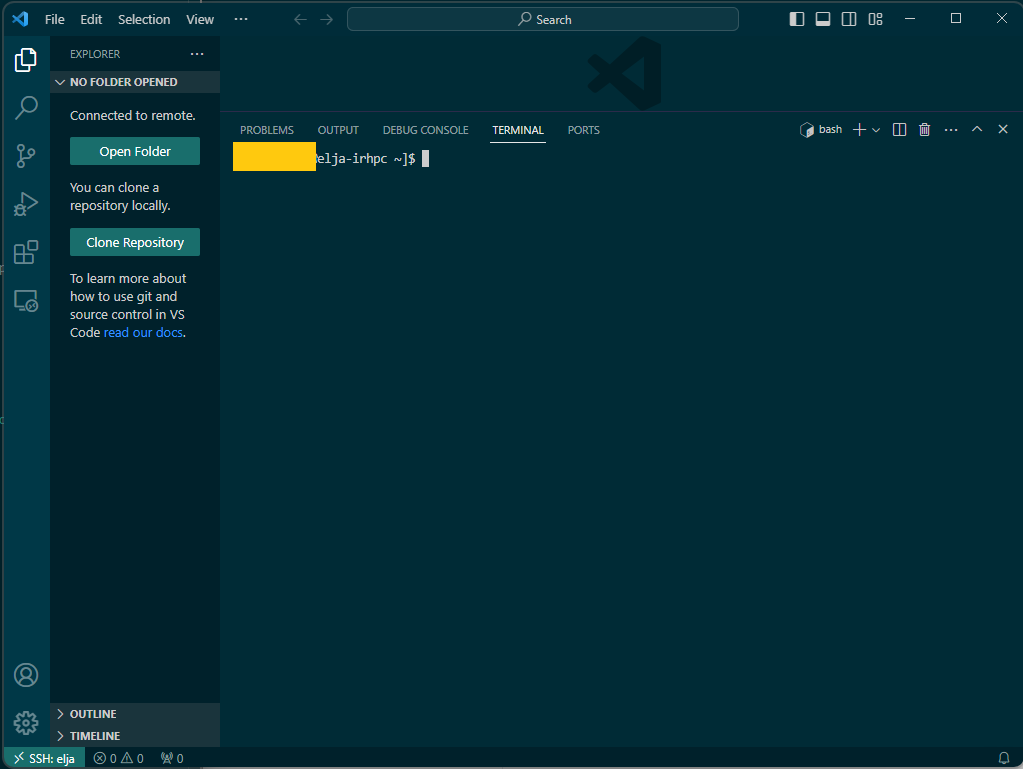 File Edit Selection View ··· Search
EXPLORER ···
NO FOLDER OPENED
Connected to remote.
Open Folder
You can clone a
repository locally.
Clone Repository
To learn more about
how to use git and
source control in VS
Code read our docs.
OUTLINE
TIMELINE
PROBLEMS OUTPUT DEBUG CONSOLE TERMINAL PORTS bash ···
elja-irhpc ~]$
SSH: elja 0 0 0